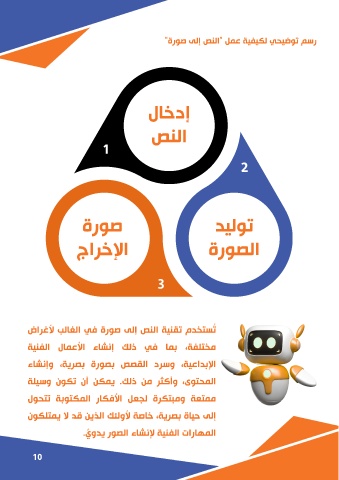 رسم توضيحي لكيفية عمل "النص إلى صورة"
إدخال
النص
1
2
توليد
الصورة
صورة
الإخراج
3
تُستخدم تقنية النص إلى صورة في الغالب لأغراض
مختلفة، بما في ذلك إنشاء الأعمال الفنية
الإبداعية، وسرد القصص بصورة بصرية، وإنشاء
المحتوى، وأكثر من ذلك. يمكن أن تكون وسيلة
ممتعة ومبتكرة لجعل الأفكار المكتوبة تتحول
إلى حياة بصرية، خاصة لأولئك الذين قد لا يمتلكون
المهارات الفنية لإنشاء الصور يدويً.
10